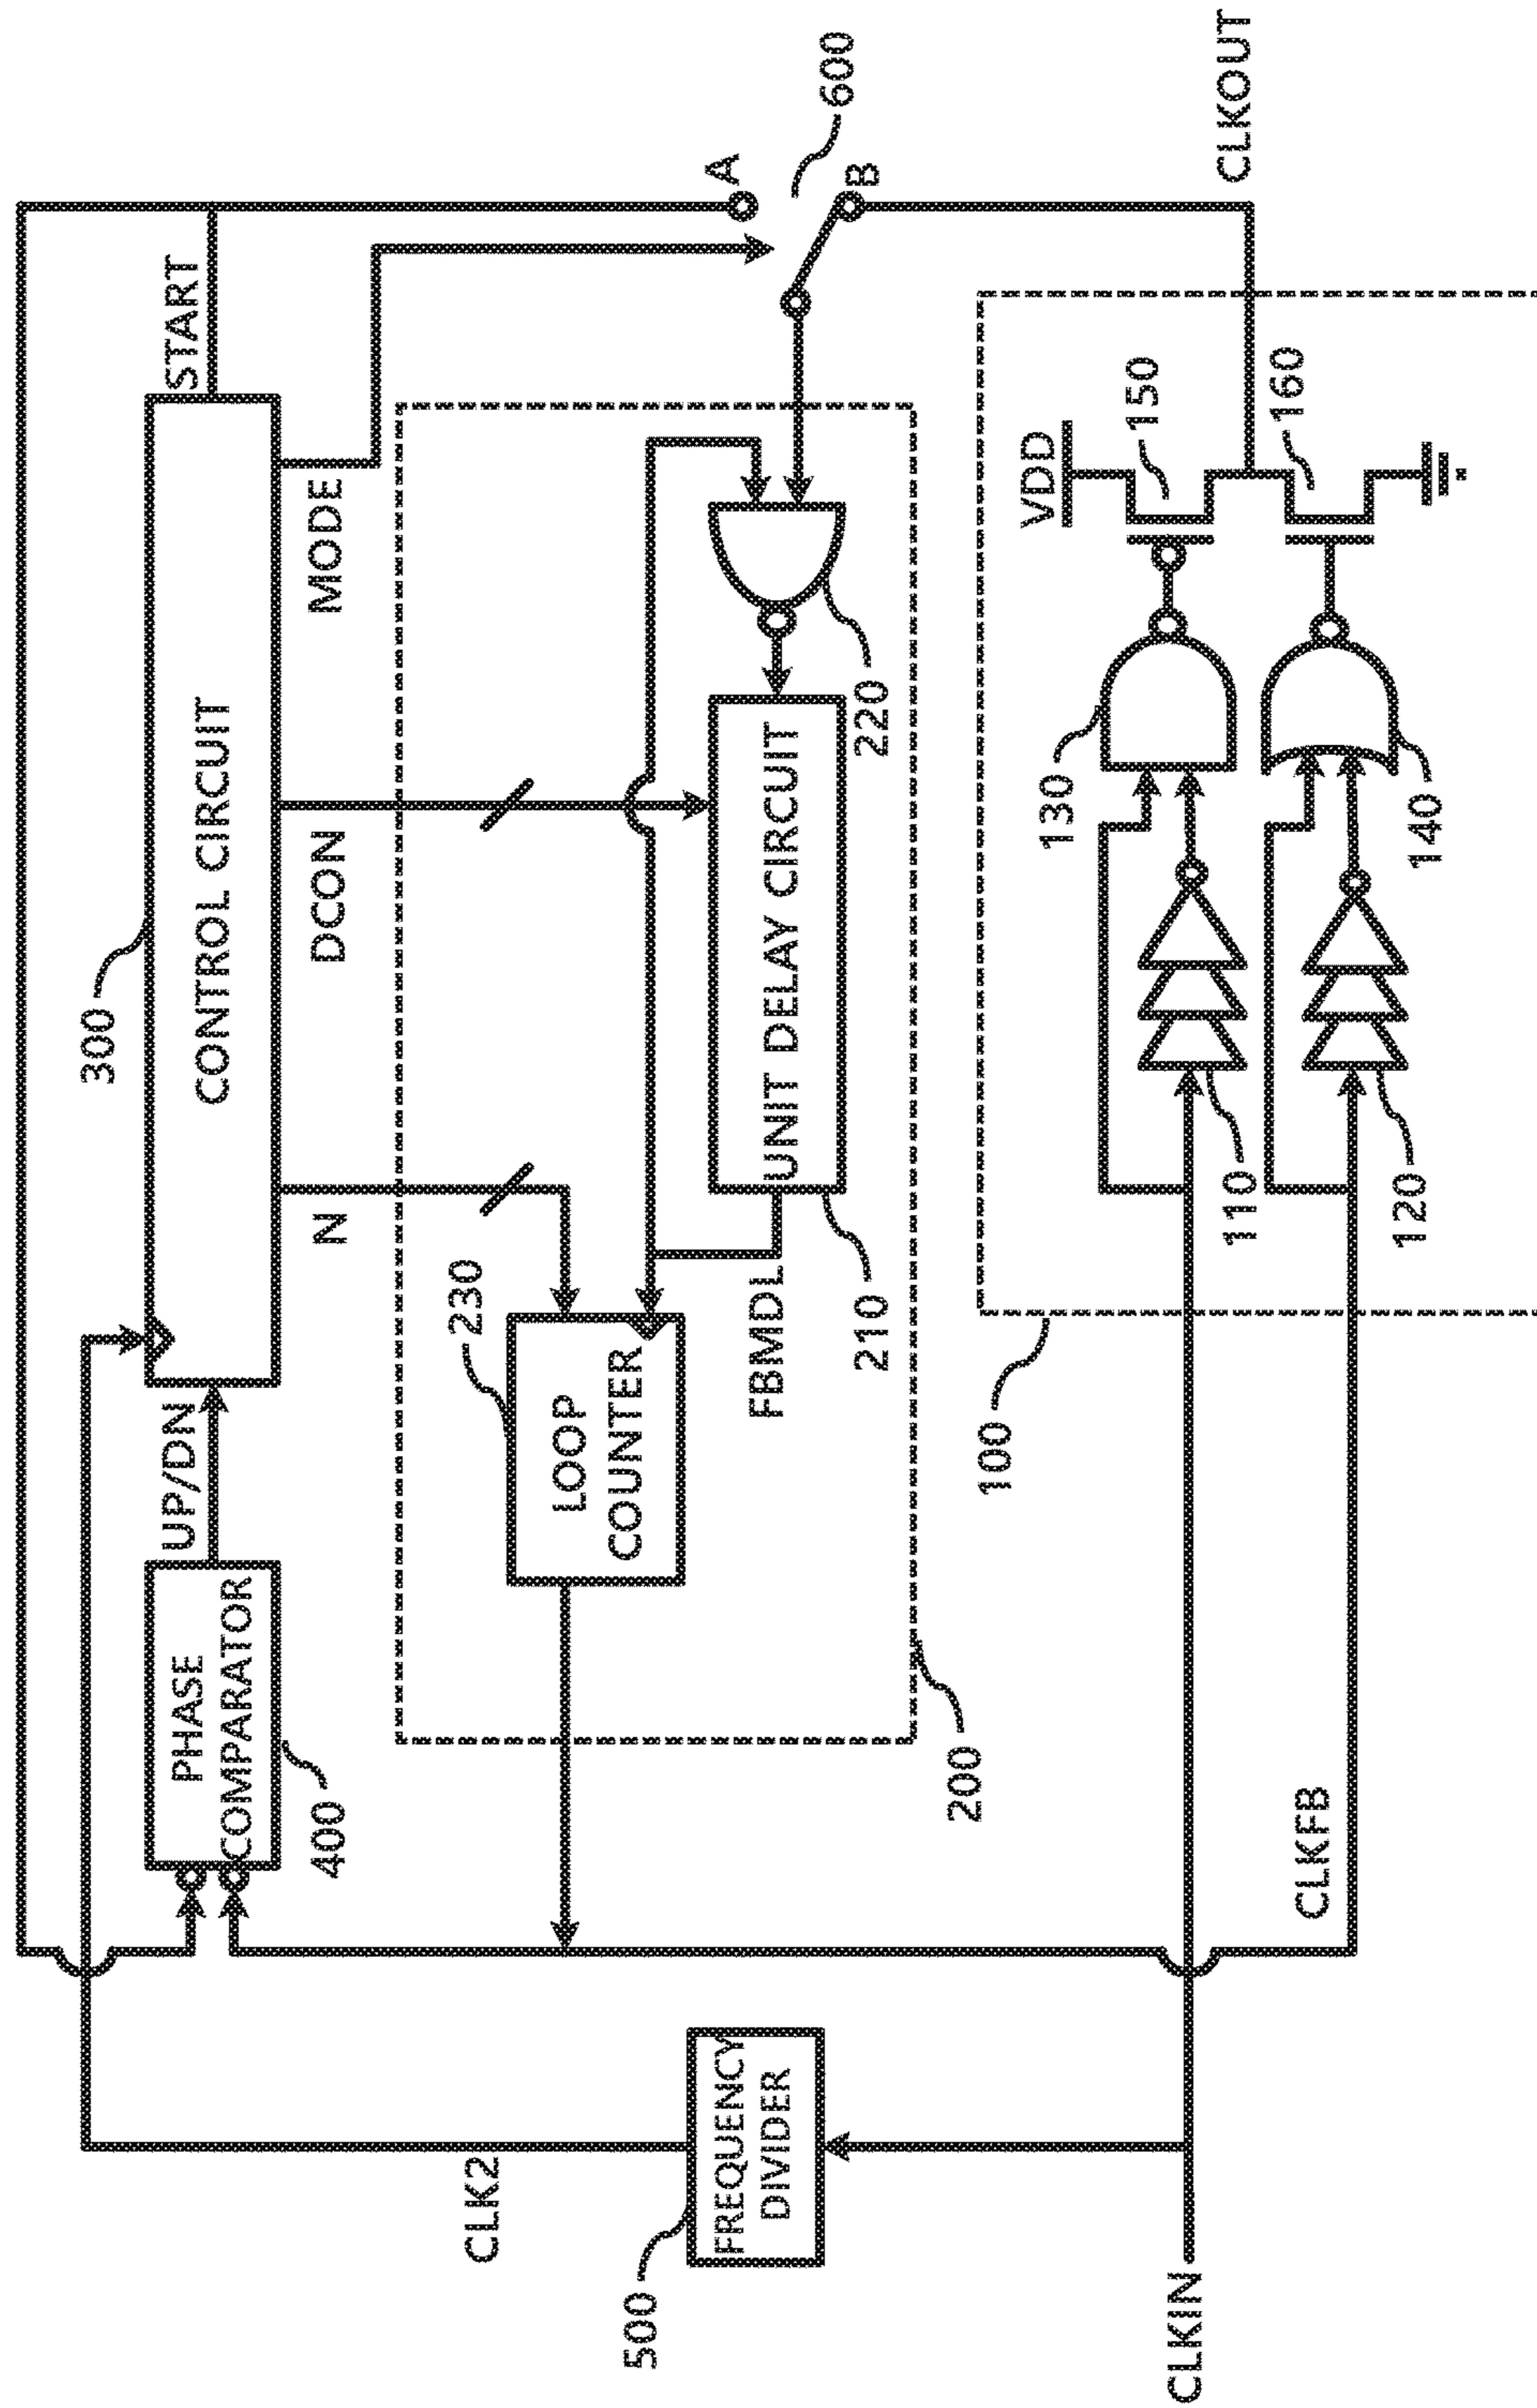 300
CONTROL CIRCUIT
START
PHASE
COMPARATOR
400
UP/DN
N
DCON
MODE
CLK2
230
LOOP
COUNTER
A
600
B
500
FREQUENCY
DIVIDER
FBMDL
UNIT DELAY CIRCUIT
210
220
200
100
VDD
130
150
CLKIN
110
CLKOUT
160
CLKFB
120
140